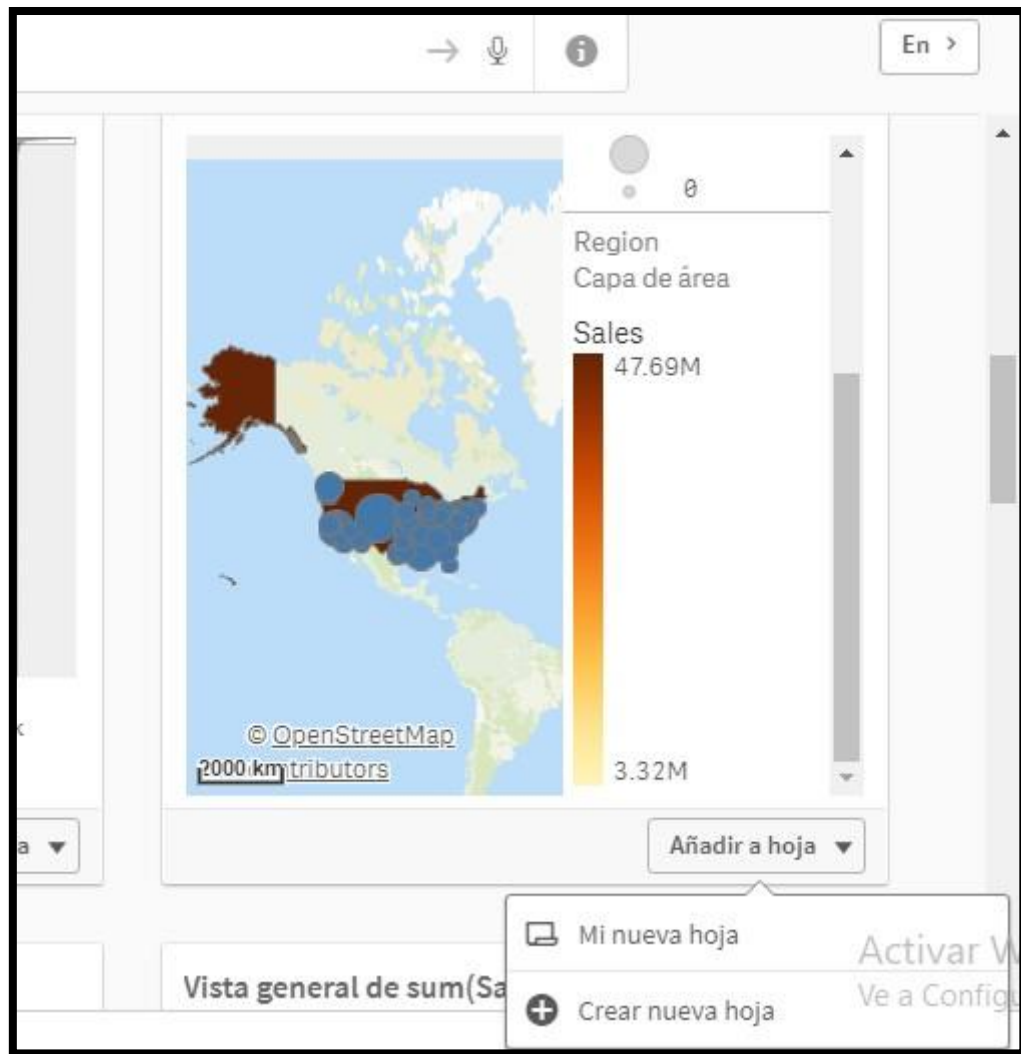 En >
0
Region
Capa de área
Sales
47.69M
© OpenStreetMap
2000 km
3.32M
a
Añadir a hoja
Mi nueva hoja
Vista general de sum(Sa
Crear nueva hoja
Activar W
Ve a Configu